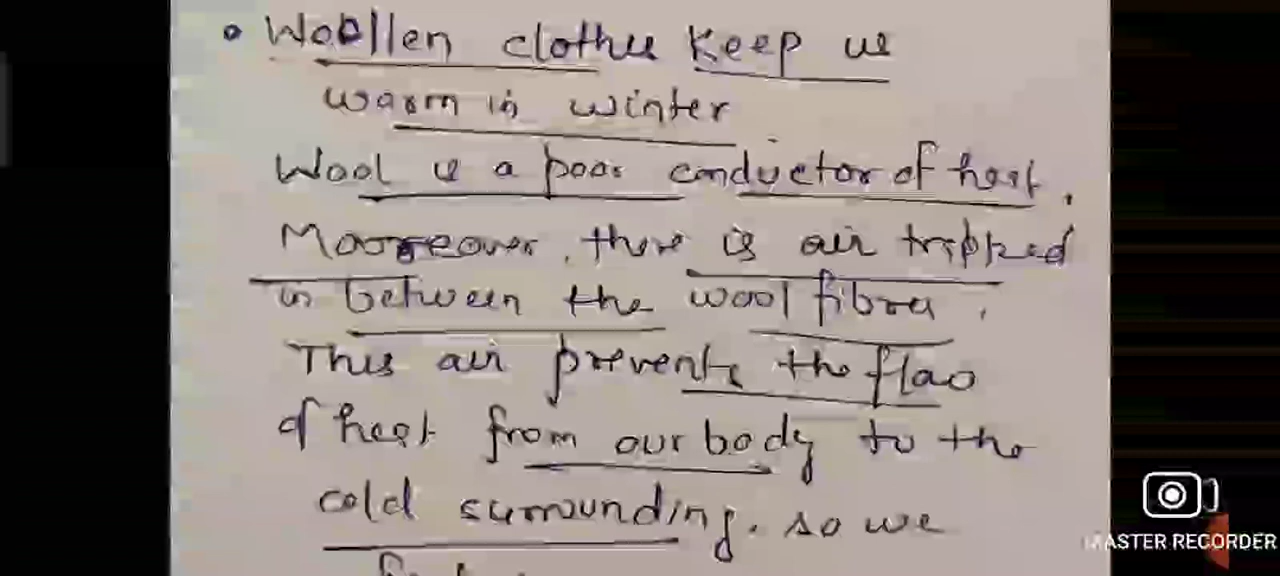 • Woollen clothes keep us
warm in winter
Wool is a poor conductor of heat.
Moreover, there is air trapped
in between the wool fibres.
This air prevents the flao
of heat from our body to the
cold surrounding. so we
MASTER RECORDER